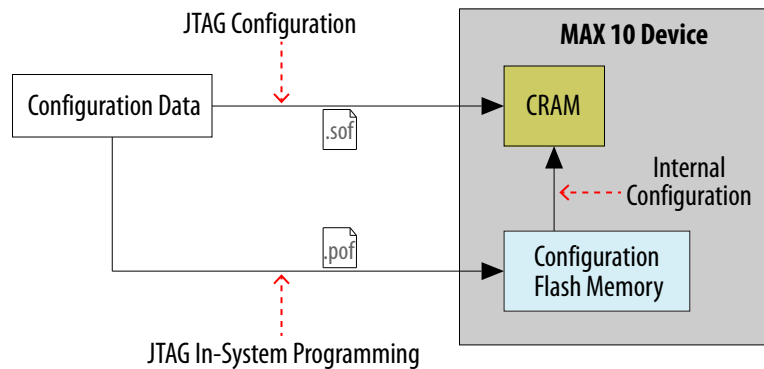 JTAG Configuration
MAX 10 Device
Configuration Data
CRAM
.sof
Internal
Configuration
.pof
Configuration
Flash Memory
JTAG In-System Programming